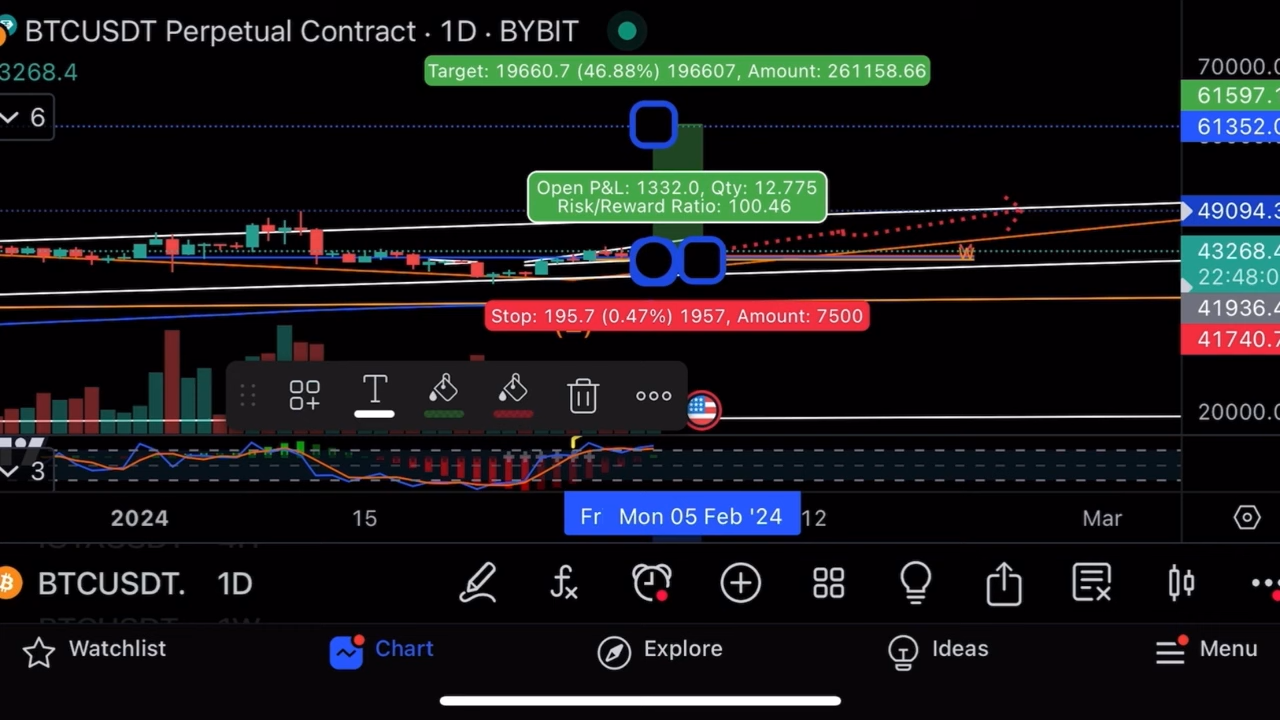 BTCUSDT Perpetual Contract · 1D · BYBIT
3268.4
Target: 19660.7 (46.88%) 196607, Amount: 261158.66
70000.0
61597.1
6
61352.0
Open P&L: 1332.0, Qty: 12.775
Risk/Reward Ratio: 100.46
49094.3
W
43268.4
22:48:0
41936.4
Stop: 195.7 (0.47%) 1957, Amount: 7500
41740.7
T
20000.0
3
2024
15
Fr Mon 05 Feb '24
12
Mar
BTCUSDT. 1D
Watchlist
Chart
Explore
Ideas
Menu